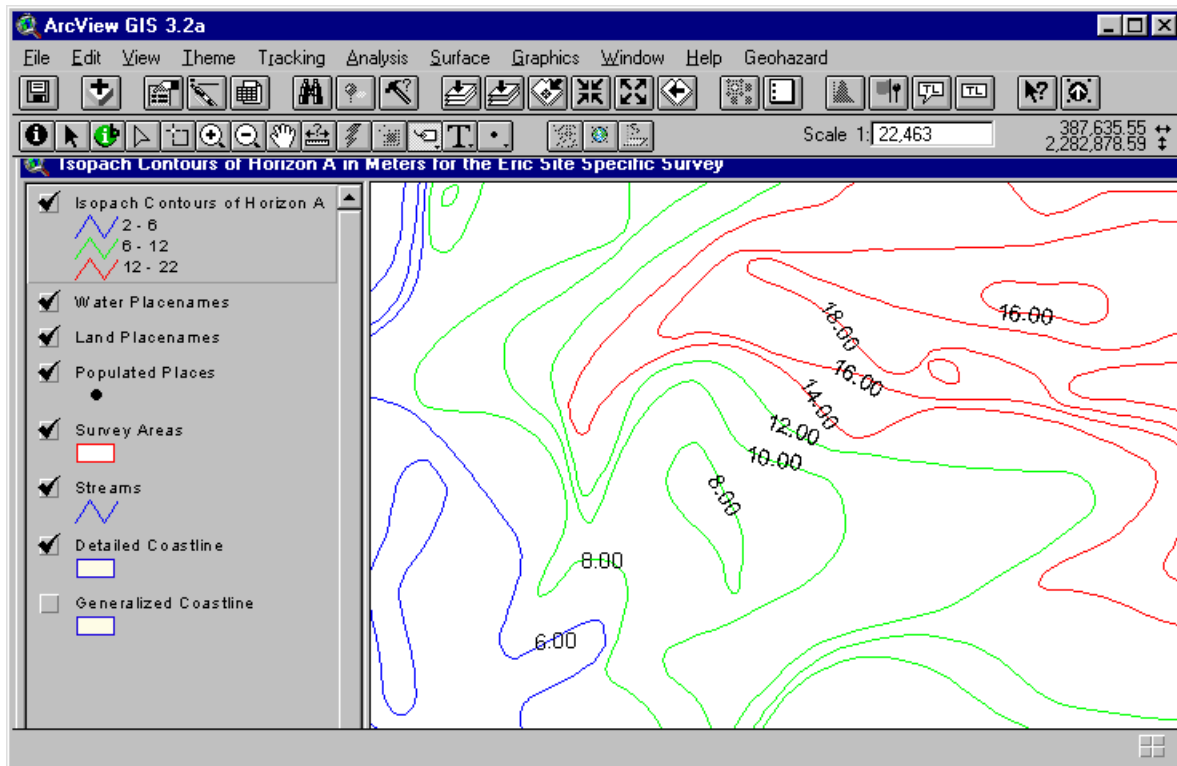 ArcView GIS 3.2a
File Edit View Theme Tracking Analysis Surface Graphics Window Help Geohazard
TL TL ?
i i b T Scale 1: 22,463 387,635.55
2,282,878.59
Isopach Contours of Horizon A in Meters for the Eric Site Specific Survey
Isopach Contours of Horizon A
2 - 6
6 - 12
12 - 22
Water Placenames
Land Placenames
Populated Places
Survey Areas
Streams
Detailed Coastline
Generalized Coastline
18.00
16.00
16.00
14.00
12.00
10.00
8.00
8.00
6.00